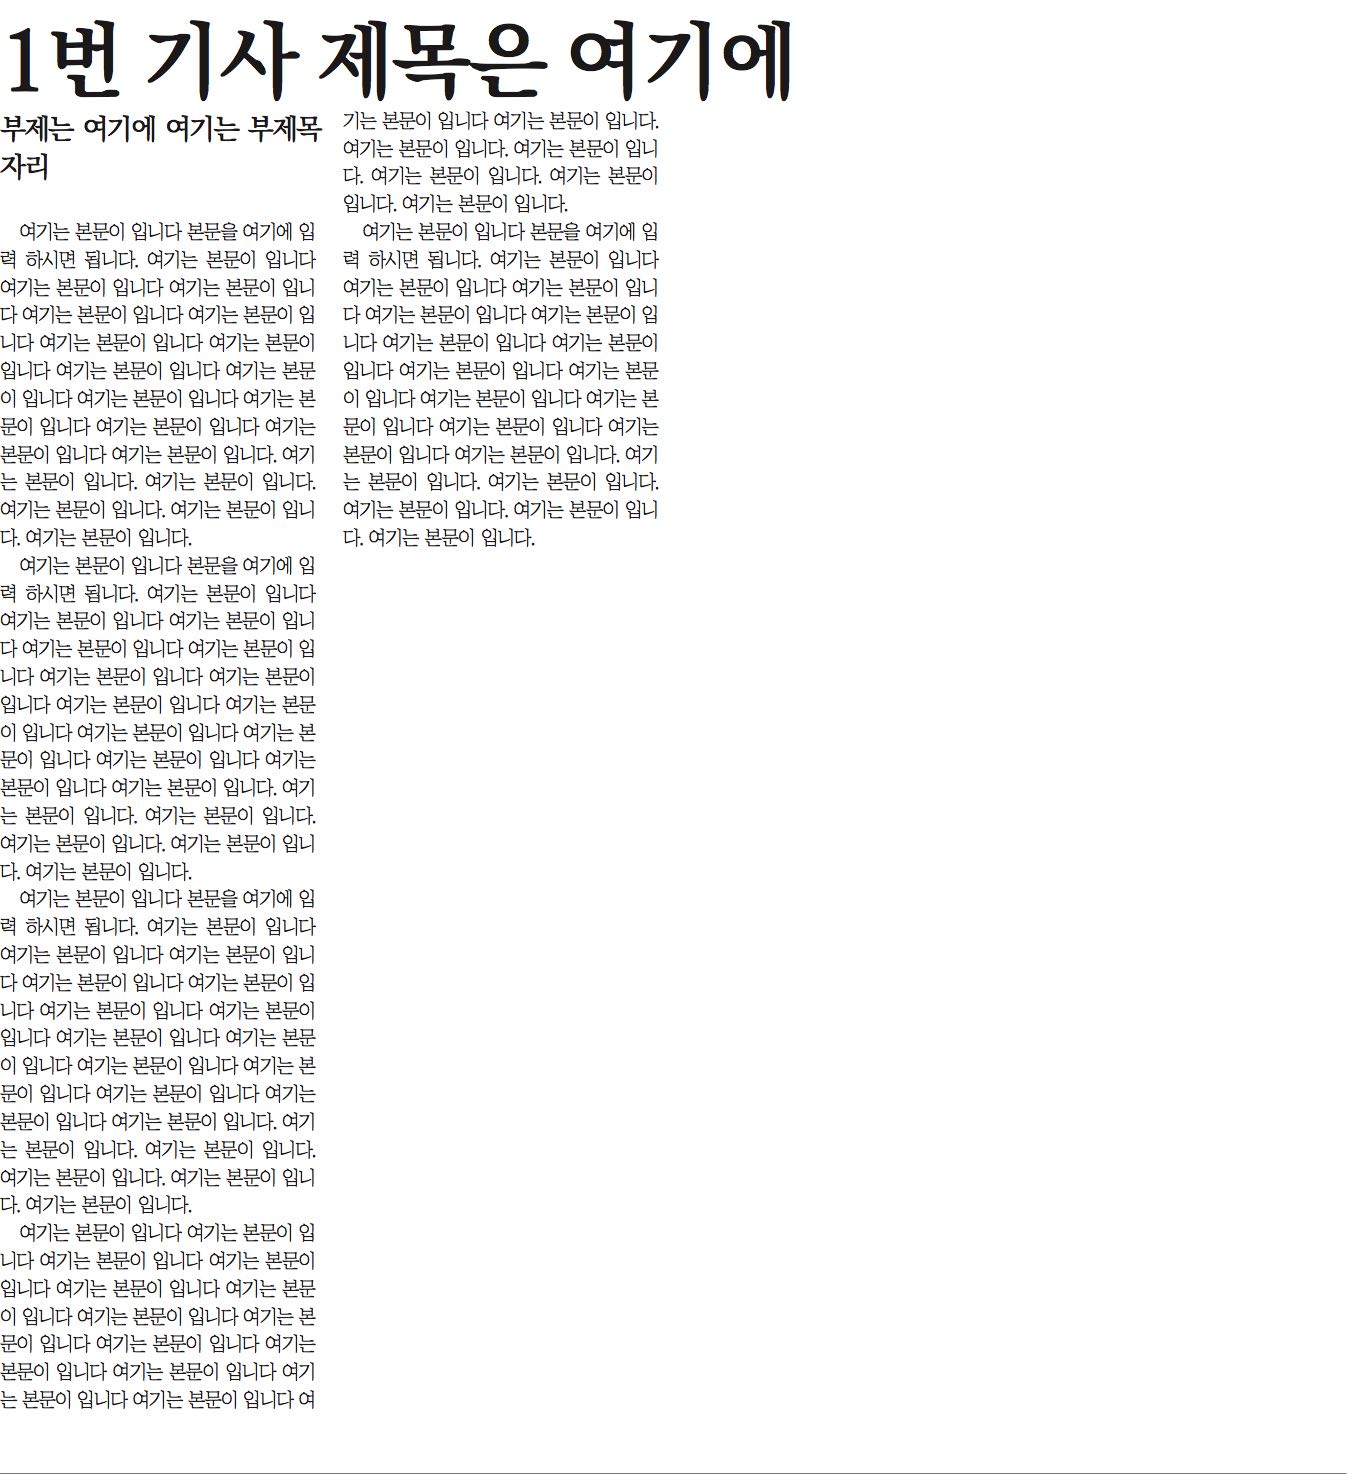 1번 기사 제목은 여기에
부제는 여기에 여기는 부제목
자리
여기는 본문이 입니다 본문을 여기에 입
력 하시면 됩니다. 여기는 본문이 입니다
여기는 본문이 입니다 여기는 본문이 입니
다 여기는 본문이 입니다 여기는 본문이 입
니다 여기는 본문이 입니다 여기는 본문이
입니다 여기는 본문이 입니다 여기는 본문
이 입니다 여기는 본문이 입니다 여기는 본
문이 입니다 여기는 본문이 입니다 여기는
본문이 입니다 여기는 본문이 입니다. 여기
는 본문이 입니다. 여기는 본문이 입니다.
여기는 본문이 입니다. 여기는 본문이 입니
다. 여기는 본문이 입니다.
여기는 본문이 입니다 본문을 여기에 입
력 하시면 됩니다. 여기는 본문이 입니다
여기는 본문이 입니다 여기는 본문이 입니
다 여기는 본문이 입니다 여기는 본문이 입
니다 여기는 본문이 입니다 여기는 본문이
입니다 여기는 본문이 입니다 여기는 본문
이 입니다 여기는 본문이 입니다 여기는 본
문이 입니다 여기는 본문이 입니다 여기는
본문이 입니다 여기는 본문이 입니다. 여기
는 본문이 입니다. 여기는 본문이 입니다.
여기는 본문이 입니다. 여기는 본문이 입니
다. 여기는 본문이 입니다.
여기는 본문이 입니다 본문을 여기에 입
력 하시면 됩니다. 여기는 본문이 입니다
여기는 본문이 입니다 여기는 본문이 입니
다 여기는 본문이 입니다 여기는 본문이 입
니다 여기는 본문이 입니다 여기는 본문이
입니다 여기는 본문이 입니다 여기는 본문
이 입니다 여기는 본문이 입니다 여기는 본
문이 입니다 여기는 본문이 입니다 여기는
본문이 입니다 여기는 본문이 입니다. 여기
는 본문이 입니다. 여기는 본문이 입니다.
여기는 본문이 입니다. 여기는 본문이 입니
다. 여기는 본문이 입니다.
여기는 본문이 입니다 여기는 본문이 입
니다 여기는 본문이 입니다 여기는 본문이
입니다 여기는 본문이 입니다 여기는 본문
이 입니다 여기는 본문이 입니다 여기는 본
문이 입니다 여기는 본문이 입니다 여기는
본문이 입니다 여기는 본문이 입니다 여기
는 본문이 입니다 여기는 본문이 입니다 여
기는 본문이 입니다 여기는 본문이 입니다.
여기는 본문이 입니다. 여기는 본문이 입니
다. 여기는 본문이 입니다. 여기는 본문이
입니다. 여기는 본문이 입니다.
여기는 본문이 입니다 본문을 여기에 입
력 하시면 됩니다. 여기는 본문이 입니다
여기는 본문이 입니다 여기는 본문이 입니
다 여기는 본문이 입니다 여기는 본문이 입
니다 여기는 본문이 입니다 여기는 본문이
입니다 여기는 본문이 입니다 여기는 본문
이 입니다 여기는 본문이 입니다 여기는 본
문이 입니다 여기는 본문이 입니다 여기는
본문이 입니다 여기는 본문이 입니다. 여기
는 본문이 입니다. 여기는 본문이 입니다.
여기는 본문이 입니다. 여기는 본문이 입니
다. 여기는 본문이 입니다.